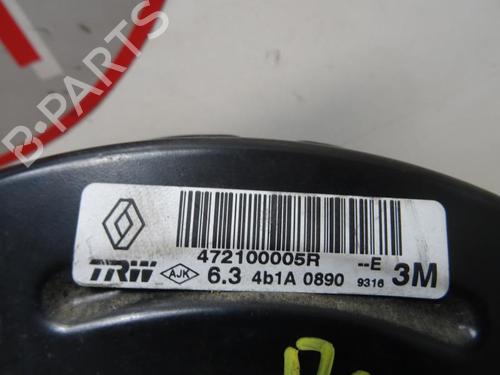 B-PARTS
472100005R
--E
TRW AJK 6.3 4b1A 0890 9316 3M